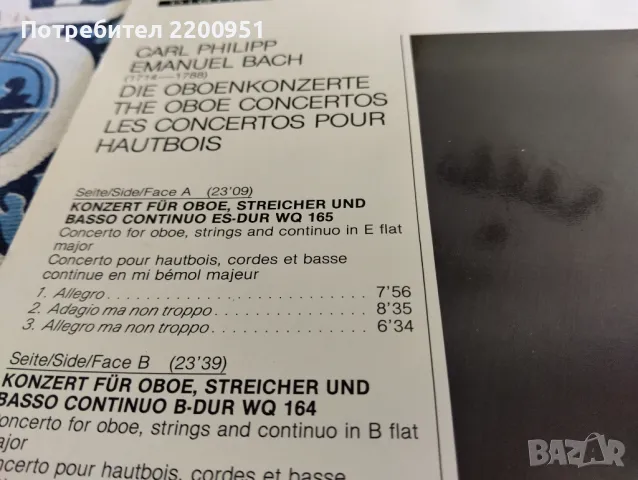 Потребител 2200951
CARL PHILIPP
EMANUEL BACH
(1714—1788)
DIE OBOENKONZERTE
THE OBOE CONCERTOS
LES CONCERTOS POUR
HAUTBOIS
Seite/Side/Face A (23'09)
KONZERT FÜR OBOE, STREICHER UND
BASSO CONTINUO ES-DUR WQ 165
Concerto for oboe, strings and continuo in E flat
major
Concerto pour hautbois, cordes et basse
continue en mi bémol majeur
1. Allegro 7'56
2. Adagio ma non troppo 8'35
3. Allegro ma non troppo 6'34
Seite/Side/Face B (23'39)
KONZERT FÜR OBOE, STREICHER UND
BASSO CONTINUO B-DUR WQ 164
oncerto for oboe, strings and continuo in B flat
ajor
ncerto pour hautbois, cordes et basse
BAZAR